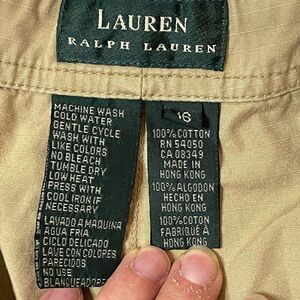 LAUREN
RALPH LAUREN
MACHINE WASH
COLD WATER
GENTLE CYCLE
WASH WITH
LIKE COLORS
NO BLEACH
TUMBLE DRY
LOW HEAT
PRESS WITH
COOL IRON IF
NECESSARY
LAVADO A MAQUINA
AGUA FRIA
CICLO DELICADO
LAVE CON COLORES
PARECIDOS
NO USE
BLANQUEADORES
16
100% COTTON
RN 54050
CA 08349
MADE IN
HONG KONG
100% ALGODON
HECHO EN
HONG KONG
100% COTON
FABRIQUÉ À
HONG KONG